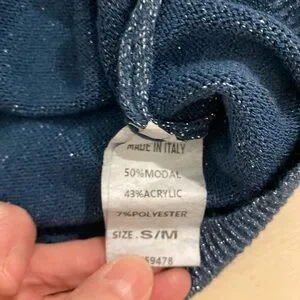 MADE IN ITALY
50%MODAL
43%ACRYLIC
7%POLYESTER
SIZE. S/M
59478